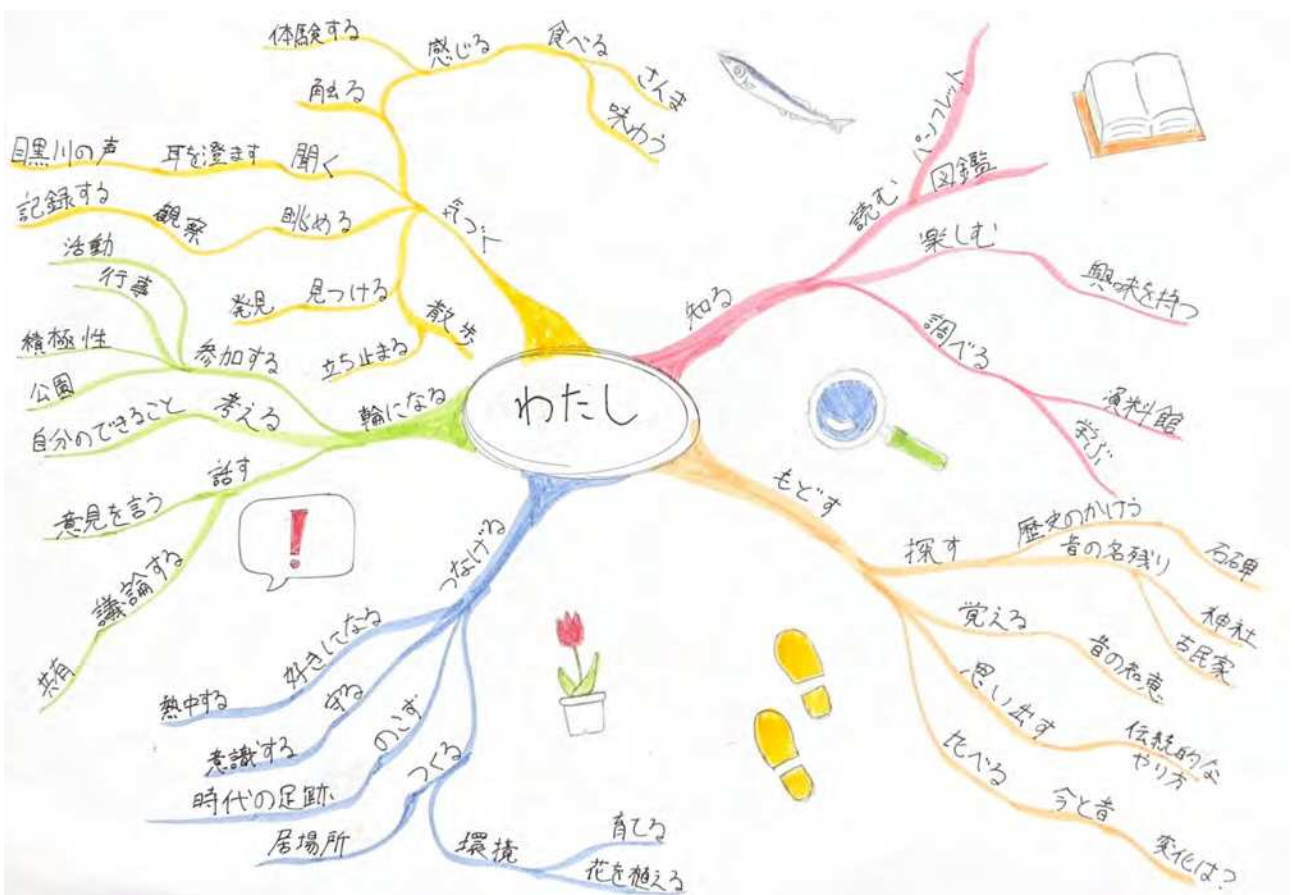 わたし
気づく
感じる
体験する
食べる
さんま
味わう
触る
聞く
耳を澄ます
目黒川の声
眺める
観察
記録する
見つける
発見
散歩
立ち止まる
知る
読む
パンフレット
図鑑
楽しむ
興味を持つ
調べる
資料館
学ぶ
もどす
探す
歴史のかけら
石碑
昔の名残り
神社
古民家
覚える
昔の知恵
思い出す
伝統的な
やり方
比べる
今と昔
変化は?
つなげる
好きになる
熱中する
守る
意識する
のこす
時代の足跡
つくる
居場所
環境
育てる
花を植える
輪になる
参加する
活動
行事
積極性
公園
考える
自分のできること
話す
意見を言う
議論する
共有
!